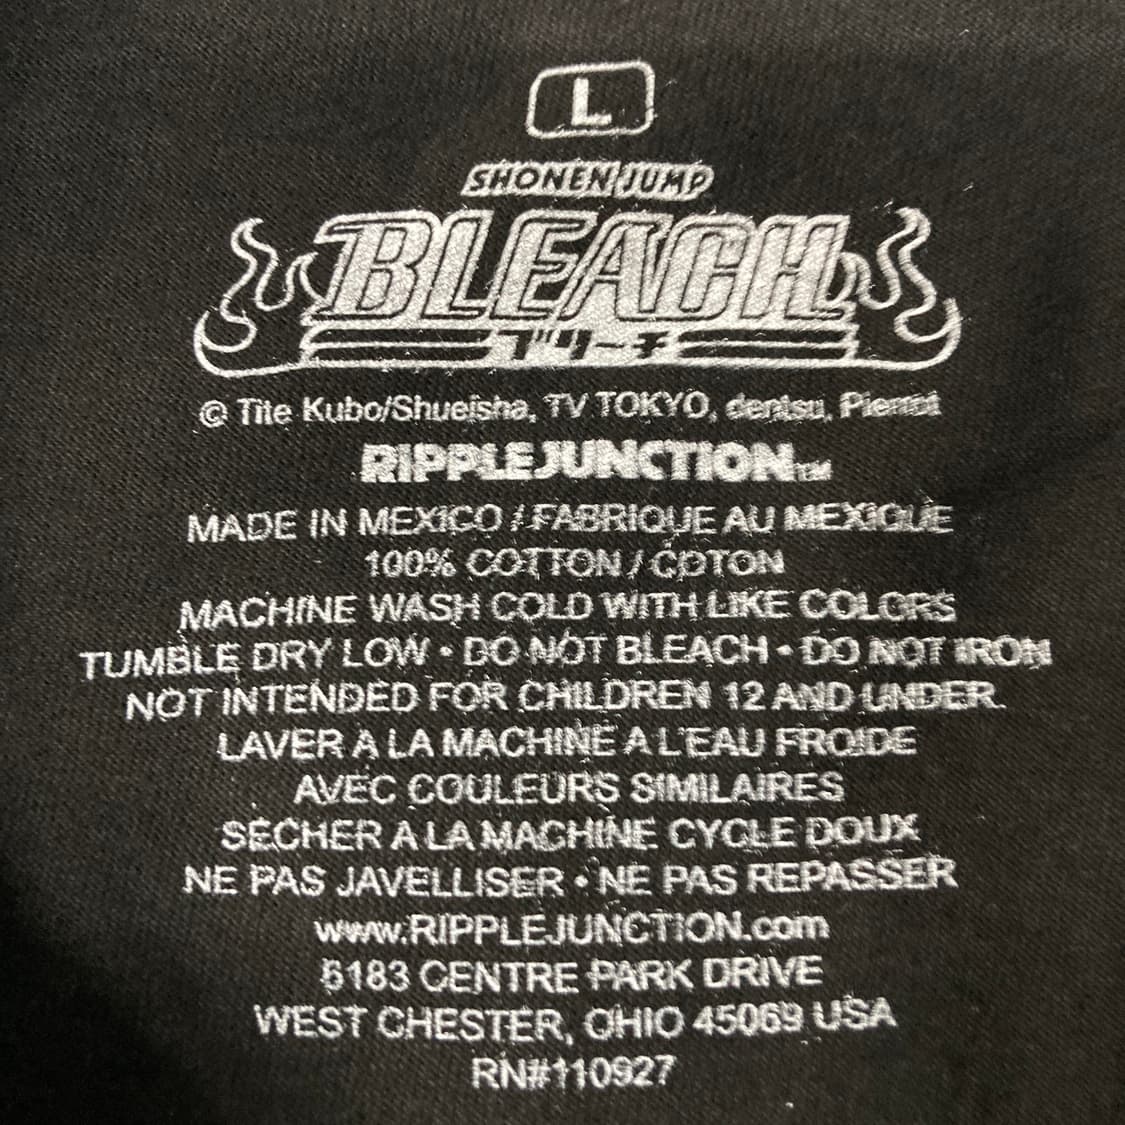 L
SHONEN JUMP
BLEACH
ブリーチ
© Tite Kubo/Shueisha, TV TOKYO, dentsu, Pierrot
RIPPLE JUNCTION™
MADE IN MEXICO / FABRIQUE AU MEXIQUE
100% COTTON / COTON
MACHINE WASH COLD WITH LIKE COLORS
TUMBLE DRY LOW • DO NOT BLEACH • DO NOT IRON
NOT INTENDED FOR CHILDREN 12 AND UNDER.
LAVER A LA MACHINE A L'EAU FROIDE
AVEC COULEURS SIMILAIRES
SECHER A LA MACHINE CYCLE DOUX
NE PAS JAVELLISER • NE PAS REPASSER
www.RIPPLEJUNCTION.com
6183 CENTRE PARK DRIVE
WEST CHESTER, OHIO 45069 USA
RN#110927